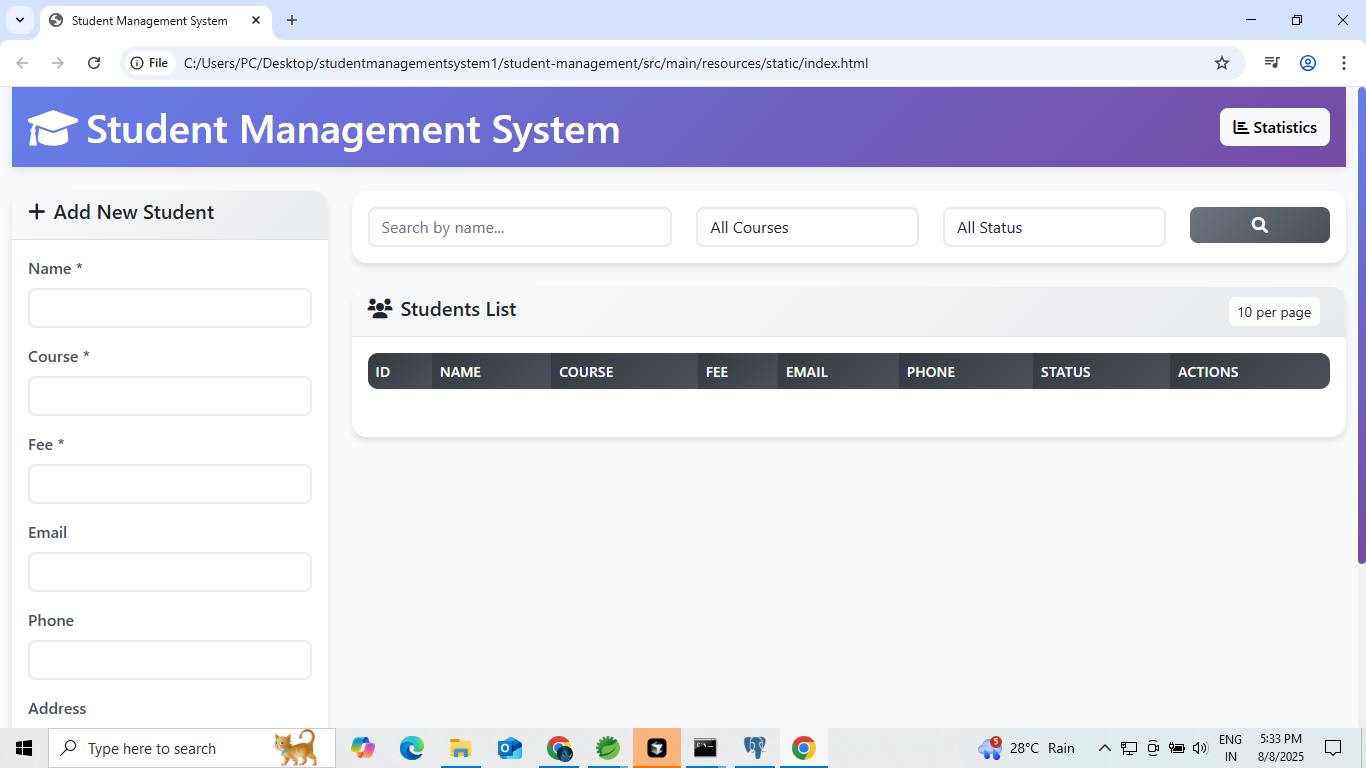 Student Management System
File
C:/Users/PC/Desktop/studentmanagementsystem1/student-management/src/main/resources/static/index.html
Student Management System
Statistics
Add New Student
Name *
Course *
Fee *
Email
Phone
Address
Search by name...
All Courses
All Status
Students List
10 per page
ID NAME COURSE FEE EMAIL PHONE STATUS ACTIONS
Type here to search
5
28°C Rain
ENG
IN
5:33 PM
8/8/2025